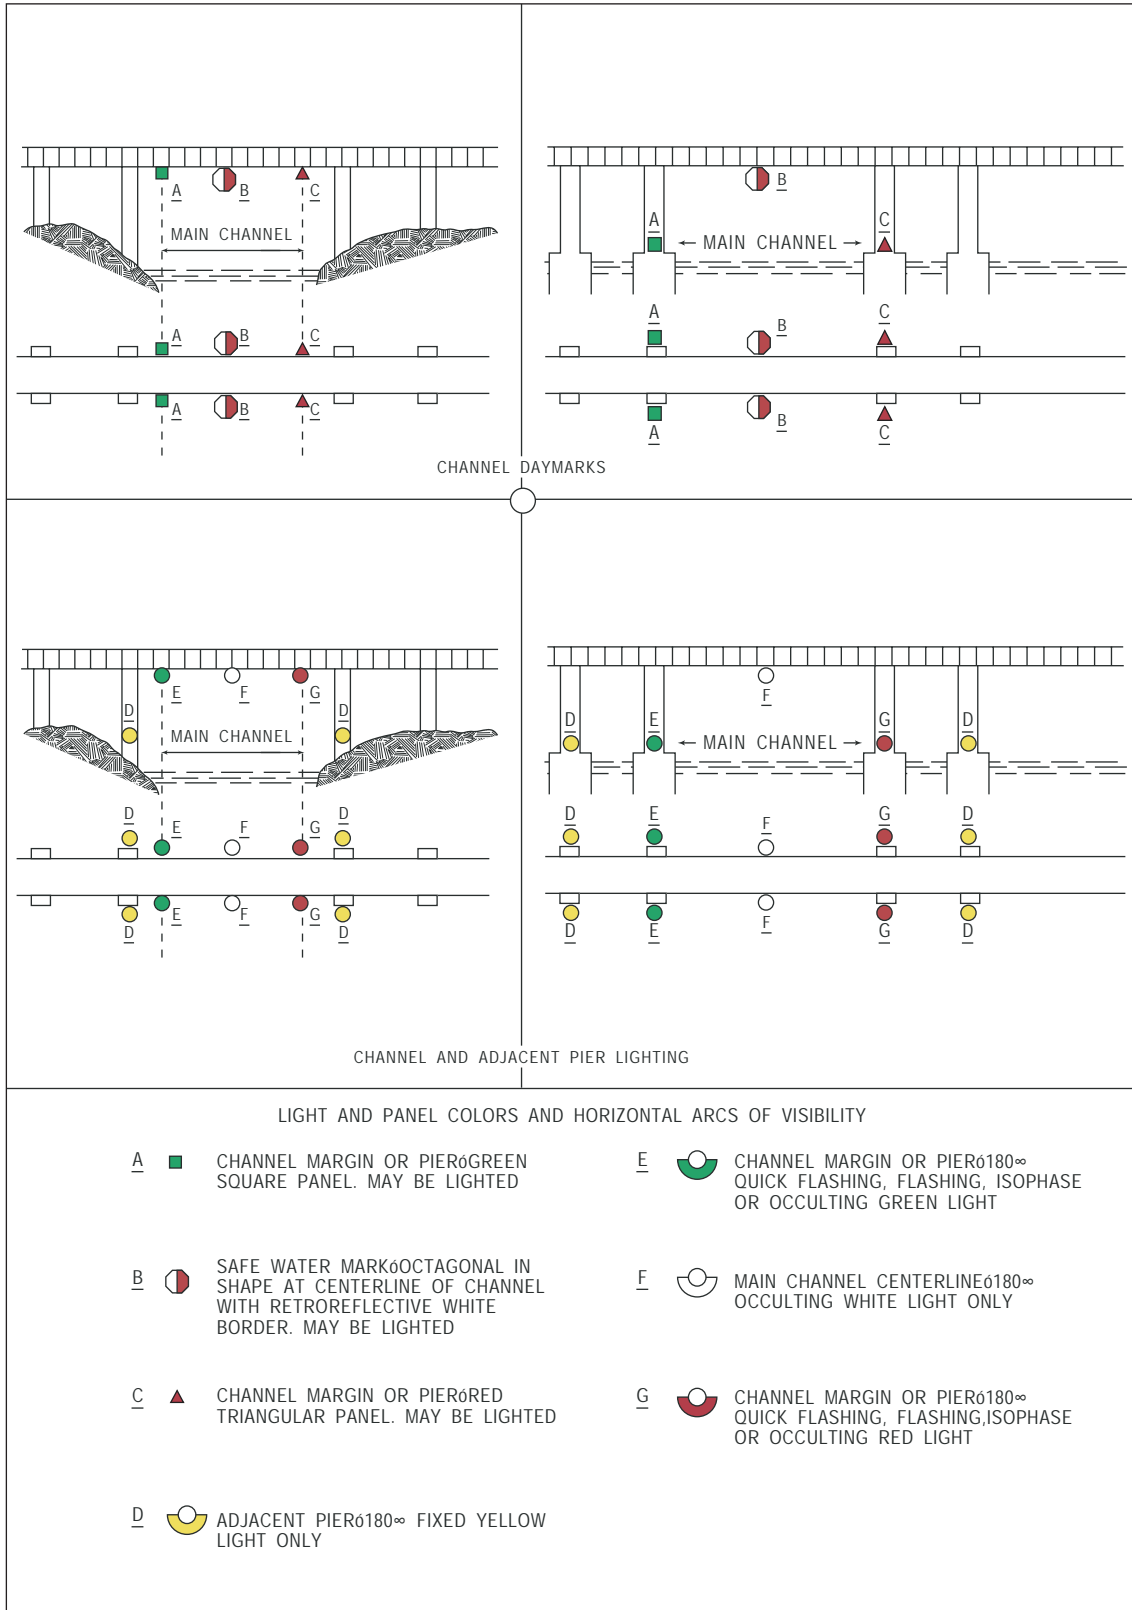 A
B
C
MAIN CHANNEL
A
B
C
A
B
C
B
A
C
MAIN CHANNEL
A
B
C
B
A
C
CHANNEL DAYMARKS
E
F
G
D
D
MAIN CHANNEL
D
E
F
G
D
E
F
G
D
D
F
D
E
G
D
MAIN CHANNEL
D
E
F
G
D
F
D
E
G
D
CHANNEL AND ADJACENT PIER LIGHTING
LIGHT AND PANEL COLORS AND HORIZONTAL ARCS OF VISIBILITY
A
CHANNEL MARGIN OR PIERóGREEN
SQUARE PANEL. MAY BE LIGHTED
B
SAFE WATER MARKóOCTAGONAL IN
SHAPE AT CENTERLINE OF CHANNEL
WITH RETROREFLECTIVE WHITE
BORDER. MAY BE LIGHTED
C
CHANNEL MARGIN OR PIERóRED
TRIANGULAR PANEL. MAY BE LIGHTED
D
ADJACENT PIERó180∞ FIXED YELLOW
LIGHT ONLY
E
CHANNEL MARGIN OR PIERó180∞
QUICK FLASHING, FLASHING, ISOPHASE
OR OCCULTING GREEN LIGHT
F
MAIN CHANNEL CENTERLINEó180∞
OCCULTING WHITE LIGHT ONLY
G
CHANNEL MARGIN OR PIERó180∞
QUICK FLASHING, FLASHING,ISOPHASE
OR OCCULTING RED LIGHT